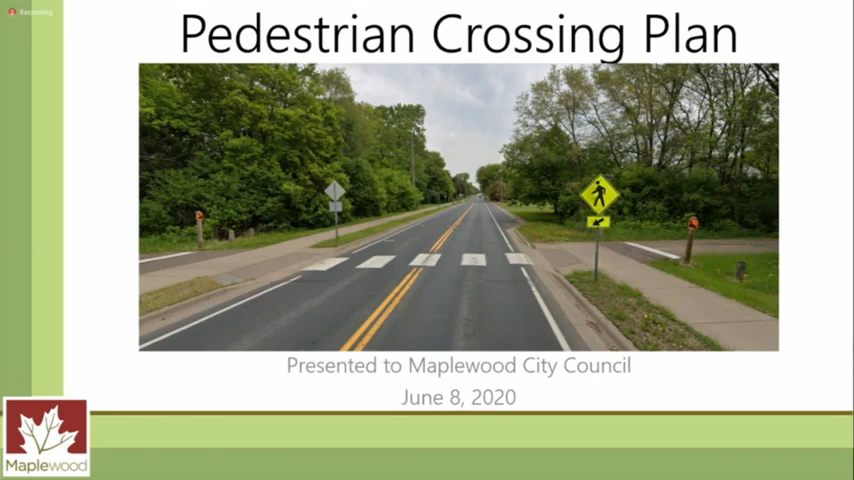 Recording
Pedestrian Crossing Plan
Presented to Maplewood City Council
June 8, 2020
Maplewood